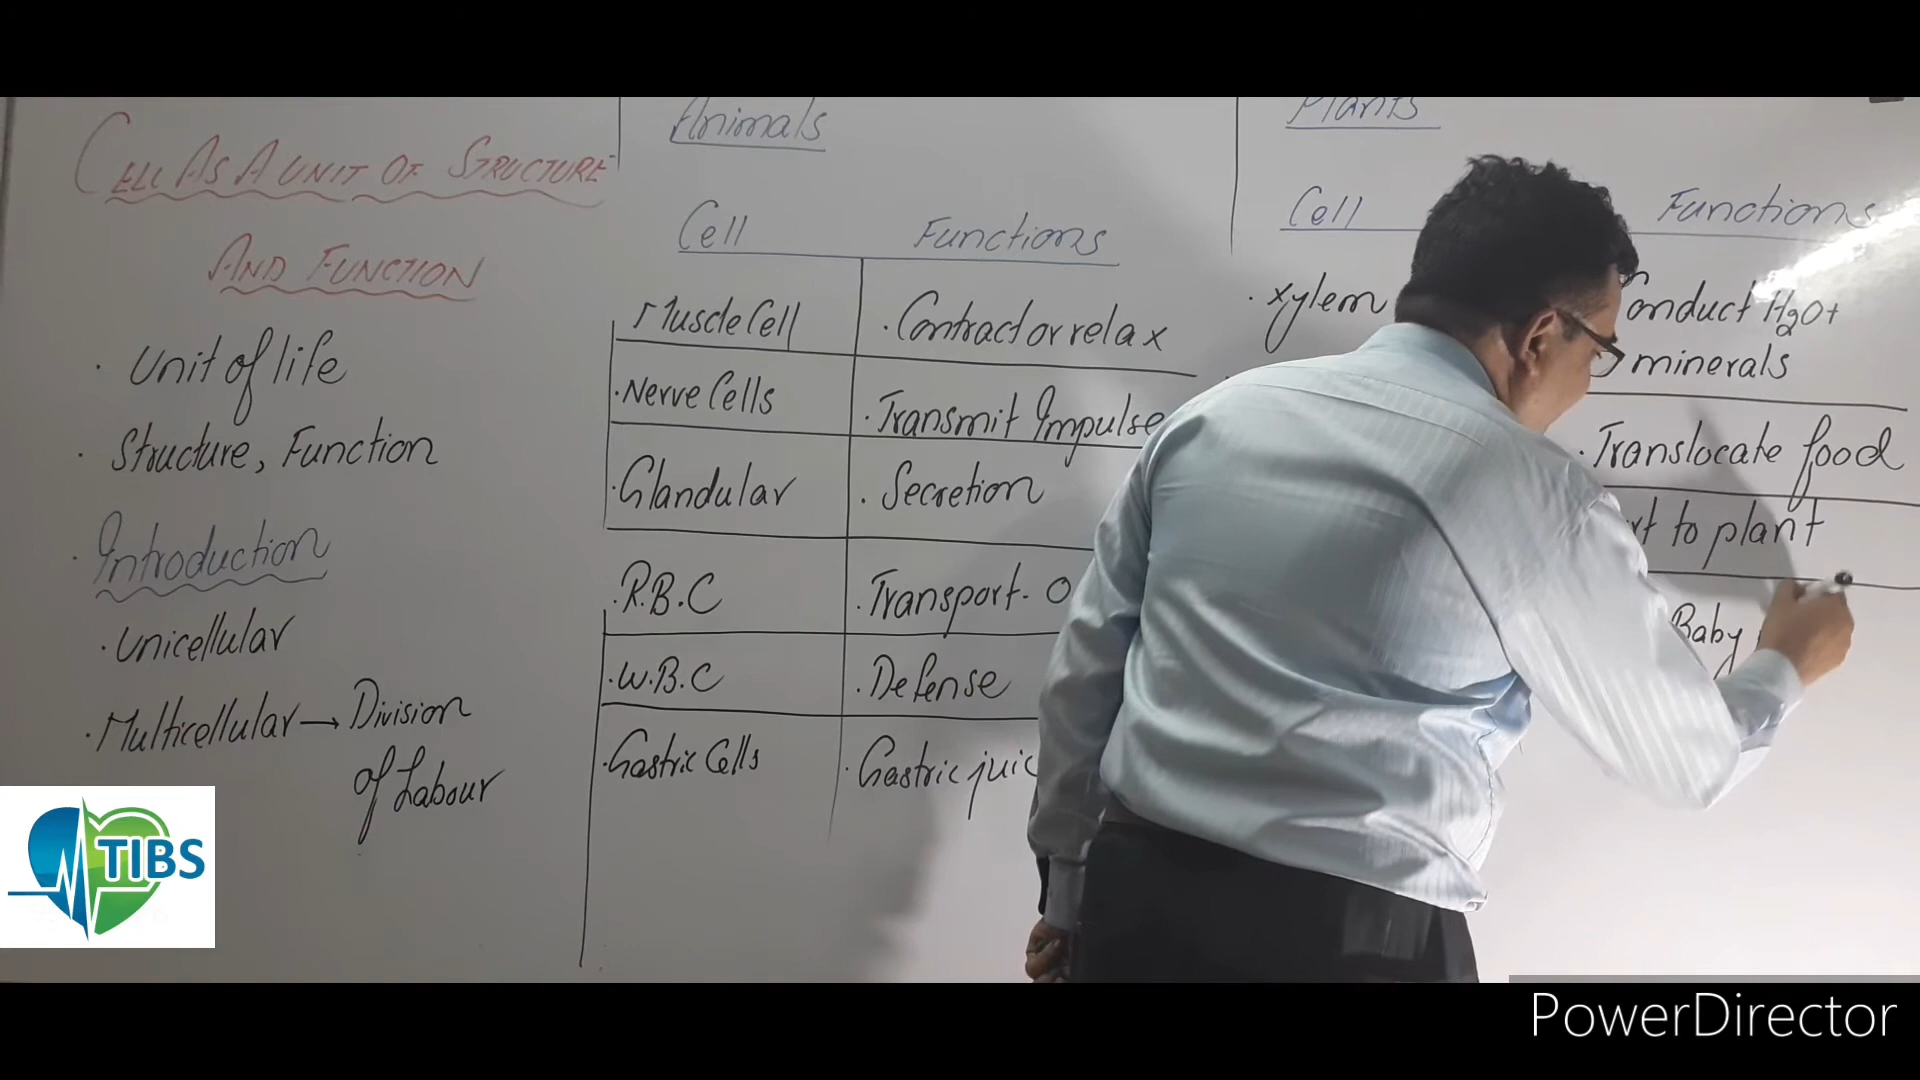 CELL AS A UNIT OF STRUCTURE
AND FUNCTION
· Unit of life
· Structure, Function
· Introduction
· Unicellular
· Multicellular → Division
of Labour
TIBS
Animals
Cell Functions
Muscle Cell · Contract or relax
· Nerve Cells · Transmit Impulse
· Glandular · Secretion
· R.B.C · Transport. O
· W.B.C · Defense
· Gastric Cells · Gastric juic
Plants
Cell Functions
· xylem onduct H2O+
minerals
· Translocate food
rt to plant
Baby
PowerDirector